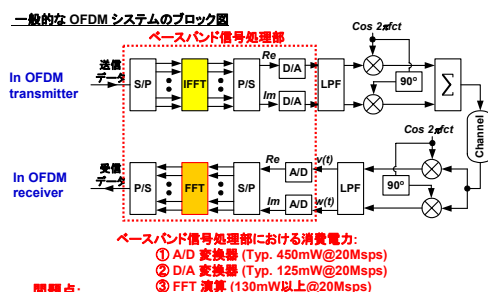 一般的な OFDM システムのブロック図
ベースバンド信号処理部
Cos 2πfct
In OFDM
transmitter
送信
データ
S/P
IFFT
P/S
Re
Im
D/A
D/A
LPF
90°
Σ
Channel
In OFDM
receiver
受信
データ
P/S
FFT
S/P
Re
Im
A/D
A/D
v(t)
w(t)
LPF
Cos 2πfct
90°
ベースバンド信号処理部における消費電力:
① A/D 変換器 (Typ. 450mW@20Msps)
② D/A 変換器 (Typ. 125mW@20Msps)
③ FFT 演算 (130mW以上@20Msps)
問題点: